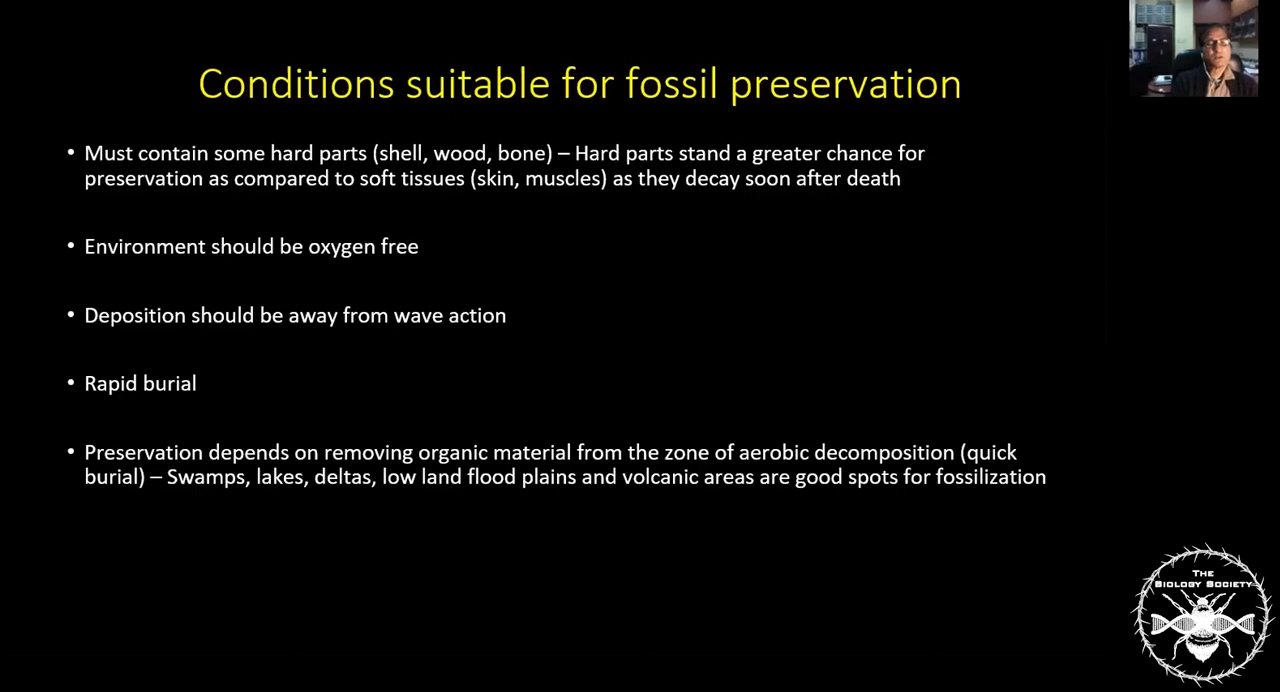 Conditions suitable for fossil preservation
• Must contain some hard parts (shell, wood, bone) – Hard parts stand a greater chance for
preservation as compared to soft tissues (skin, muscles) as they decay soon after death
• Environment should be oxygen free
• Deposition should be away from wave action
• Rapid burial
• Preservation depends on removing organic material from the zone of aerobic decomposition (quick
burial) – Swamps, lakes, deltas, low land flood plains and volcanic areas are good spots for fossilization
THE
BIOLOGY SOCIETY